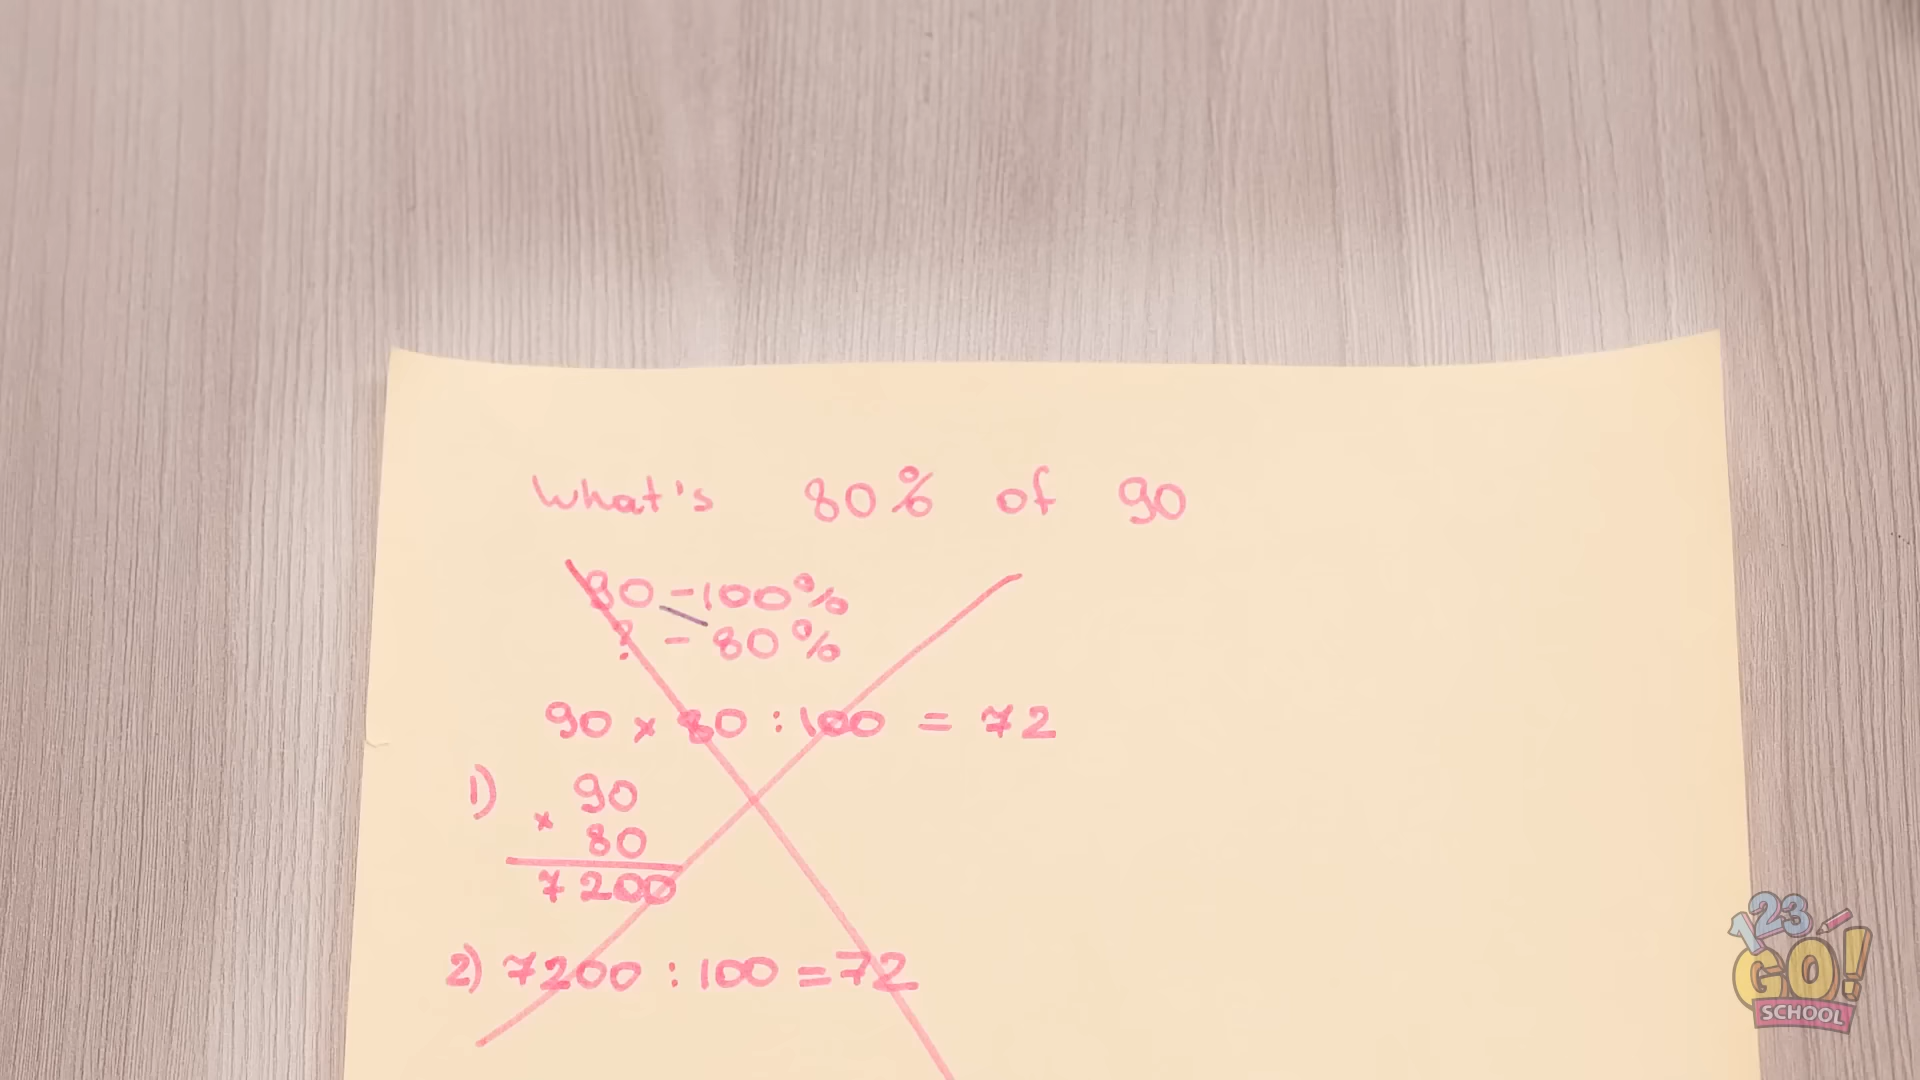 What's 80% of 90
90 - 100%
? - 80%
90 x 80 : 100 = 72
1) 90
x 80
7200
2) 7200 : 100 = 72
123
GO!
SCHOOL